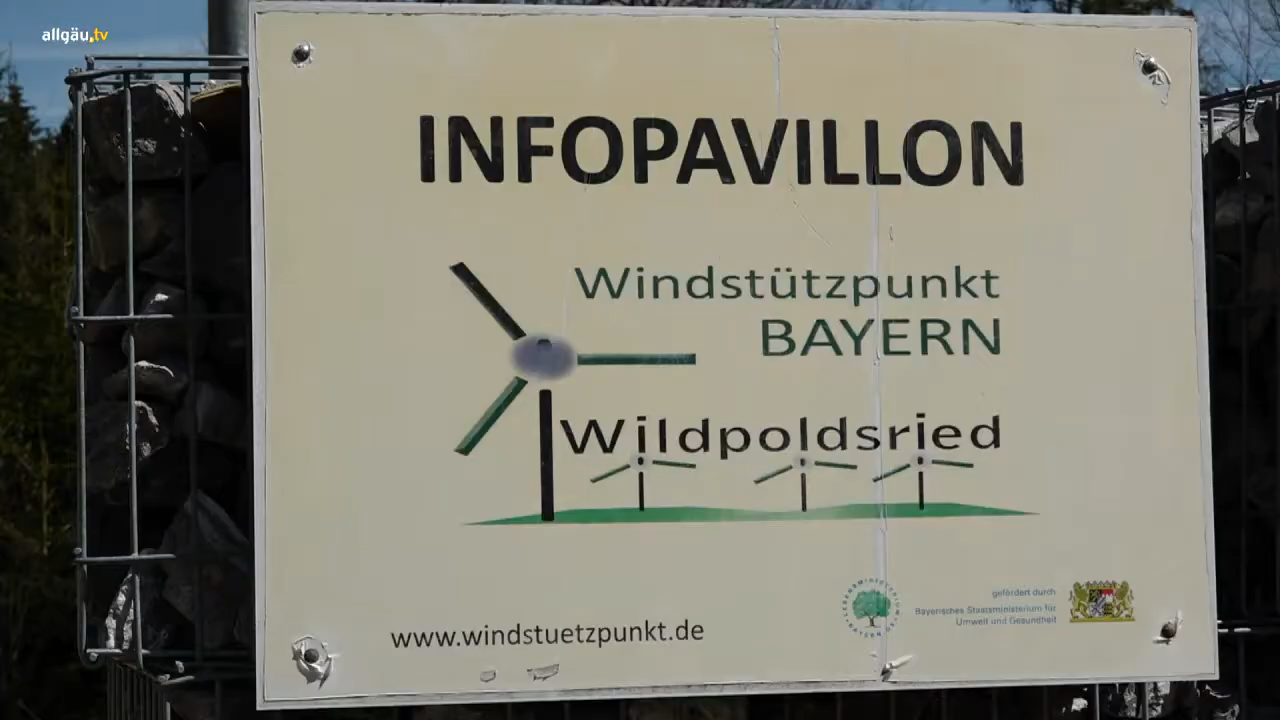 allgäu.tv
INFOPAVILLON
Windstützpunkt
BAYERN
Wildpoldsried
www.windstuetzpunkt.de
gefördert durch
Bayerisches Staatsministerium für
Umwelt und Gesundheit